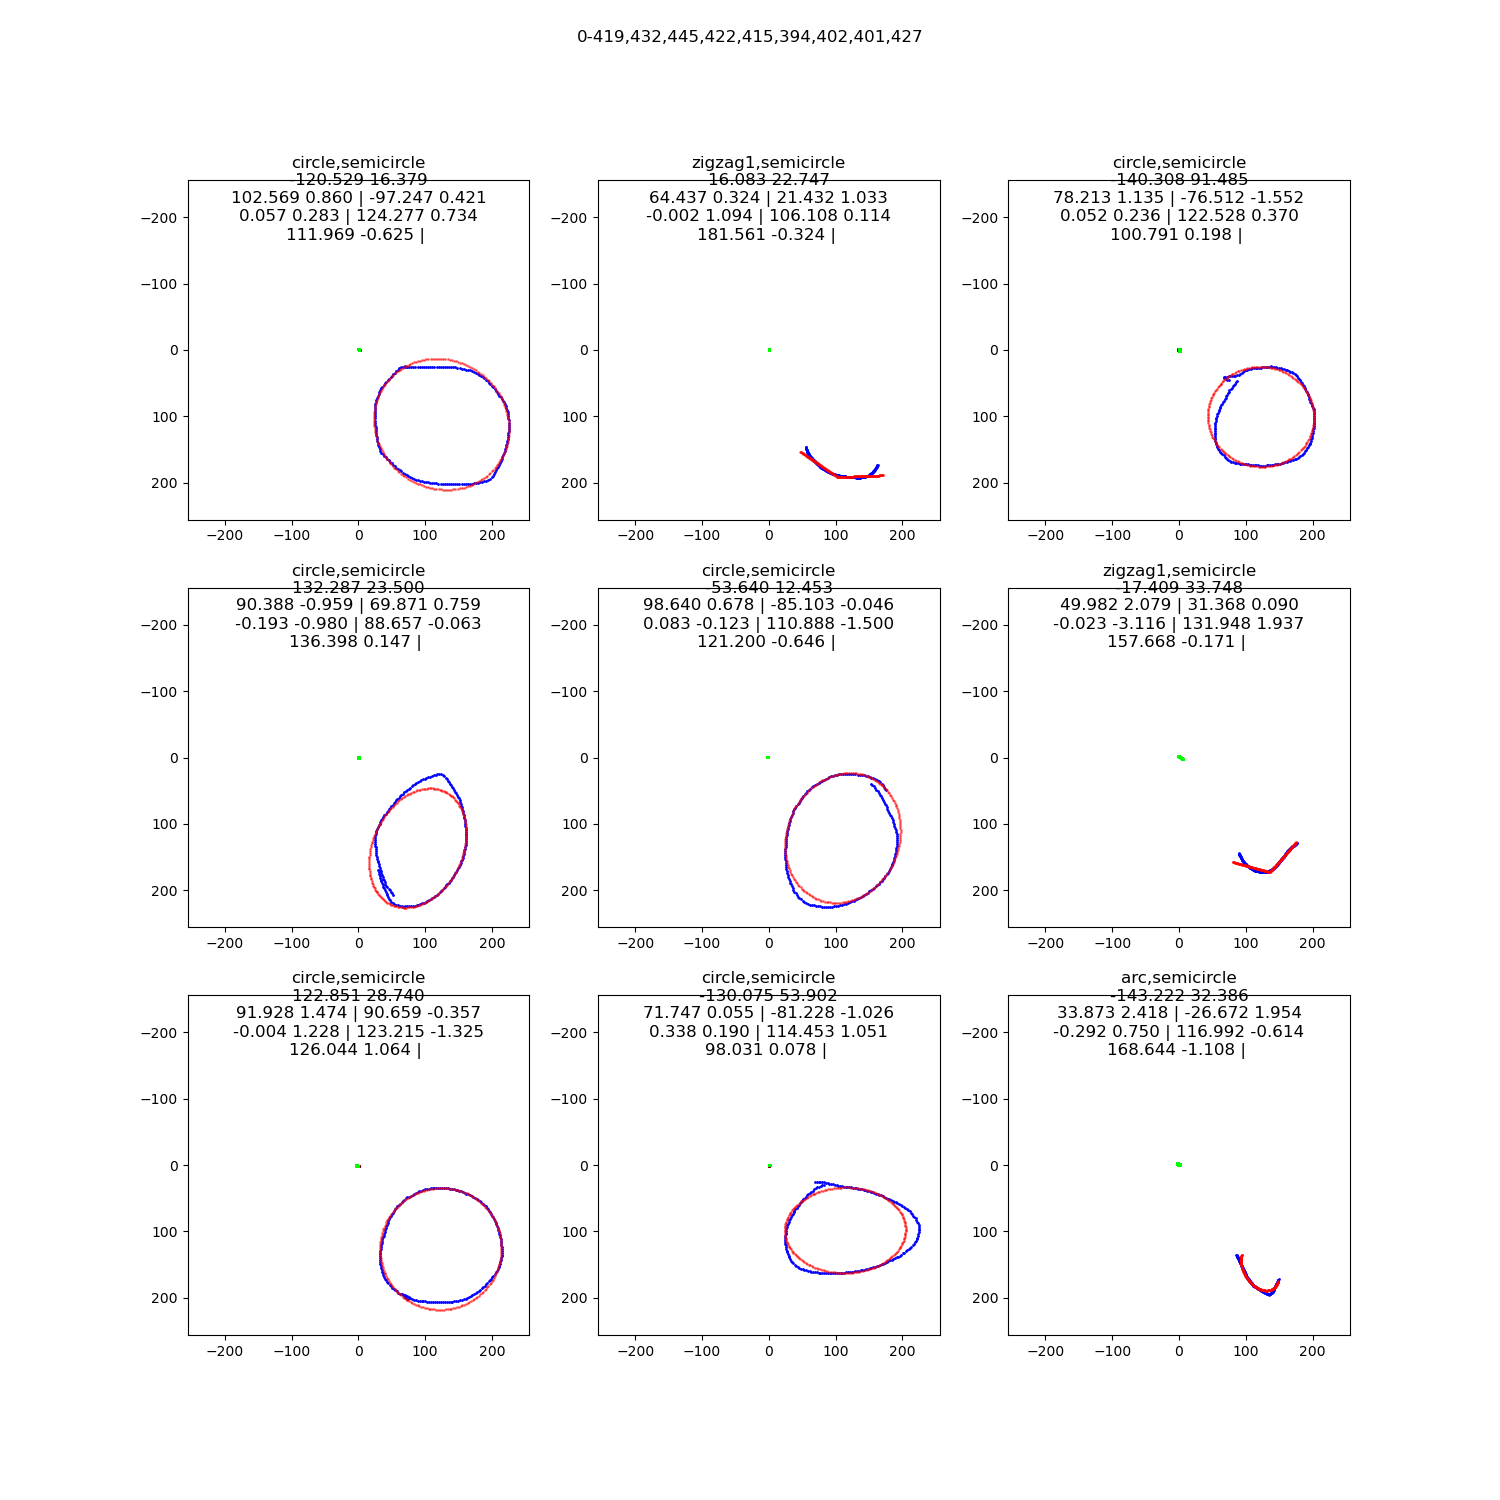 0-419,432,445,422,415,394,402,401,427
circle,semicircle
-120.529 16.379
102.569 0.860 | -97.247 0.421
0.057 0.283 | 124.277 0.734
111.969 -0.625 |
−200
−100
0
100
200
−200 −100 0 100 200
zigzag1,semicircle
16.083 22.747
64.437 0.324 | 21.432 1.033
-0.002 1.094 | 106.108 0.114
181.561 -0.324 |
−200
−100
0
100
200
−200 −100 0 100 200
circle,semicircle
-140.308 91.485
78.213 1.135 | -76.512 -1.552
0.052 0.236 | 122.528 0.370
100.791 0.198 |
−200
−100
0
100
200
−200 −100 0 100 200
circle,semicircle
132.287 23.500
90.388 -0.959 | 69.871 0.759
-0.193 -0.980 | 88.657 -0.063
136.398 0.147 |
−200
−100
0
100
200
−200 −100 0 100 200
circle,semicircle
-53.640 12.453
98.640 0.678 | -85.103 -0.046
0.083 -0.123 | 110.888 -1.500
121.200 -0.646 |
−200
−100
0
100
200
−200 −100 0 100 200
zigzag1,semicircle
-17.409 33.748
49.982 2.079 | 31.368 0.090
-0.023 -3.116 | 131.948 1.937
157.668 -0.171 |
−200
−100
0
100
200
−200 −100 0 100 200
circle,semicircle
122.851 28.740
91.928 1.474 | 90.659 -0.357
-0.004 1.228 | 123.215 -1.325
126.044 1.064 |
−200
−100
0
100
200
−200 −100 0 100 200
circle,semicircle
-130.075 53.902
71.747 0.055 | -81.228 -1.026
0.338 0.190 | 114.453 1.051
98.031 0.078 |
−200
−100
0
100
200
−200 −100 0 100 200
arc,semicircle
-143.222 32.386
33.873 2.418 | -26.672 1.954
-0.292 0.750 | 116.992 -0.614
168.644 -1.108 |
−200
−100
0
100
200
−200 −100 0 100 200